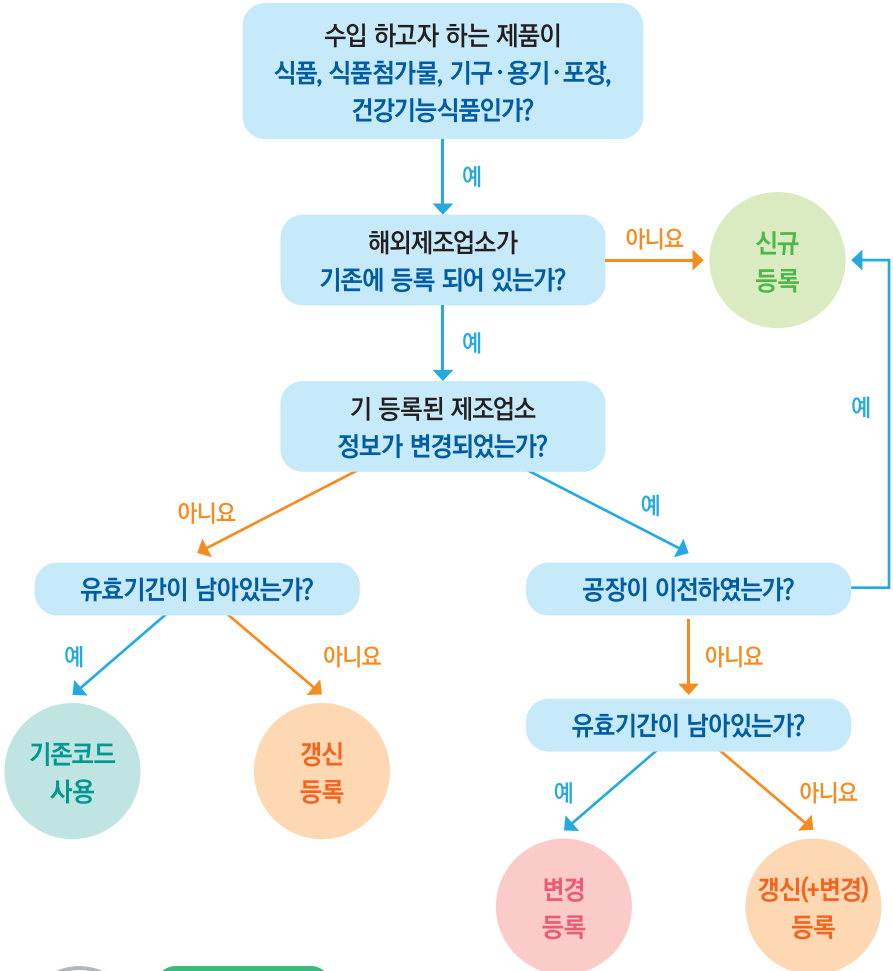 수입 하고자 하는 제품이
식품, 식품첨가물, 기구·용기·포장,
건강기능식품인가?
예
해외제조업소가
기존에 등록 되어 있는가?
아니요
신규
등록
예
기 등록된 제조업소
정보가 변경되었는가?
예
아니요
예
유효기간이 남아있는가?
공장이 이전하였는가?
예
아니요
아니요
기존코드
사용
갱신
등록
유효기간이 남아있는가?
예
아니요
변경
등록
갱신(+변경)
등록